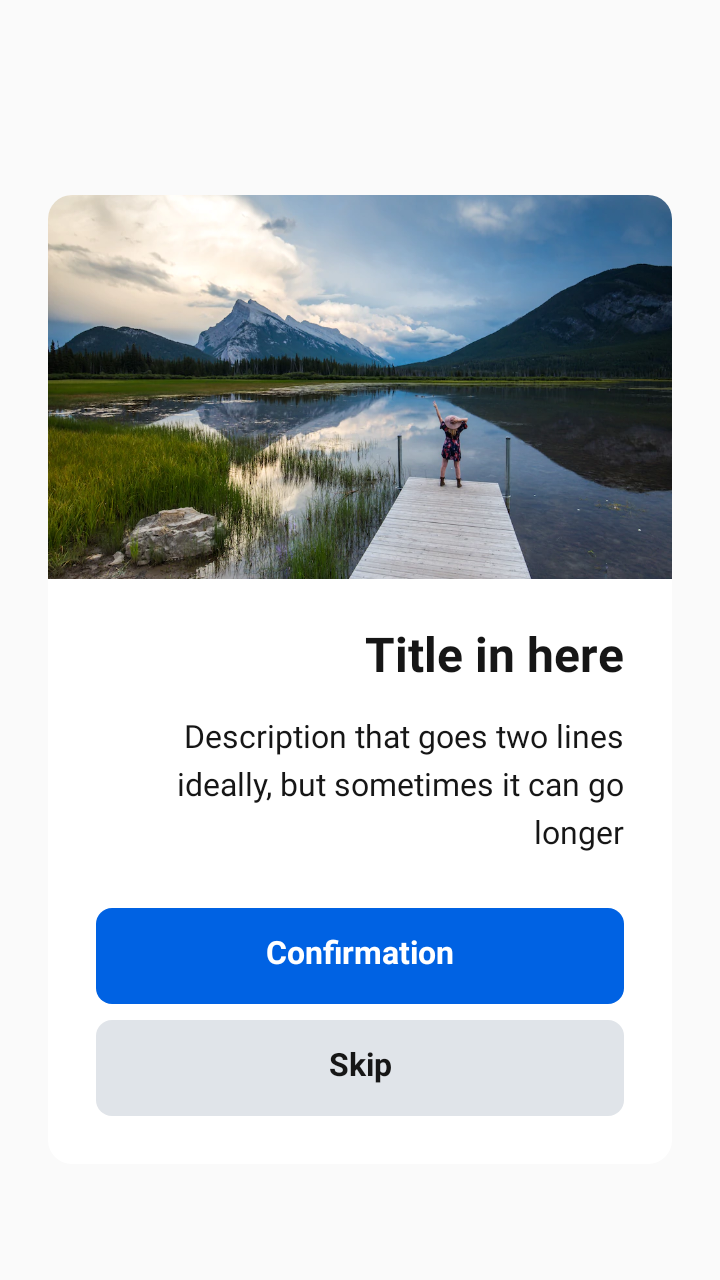 Title in here
Description that goes two lines
ideally, but sometimes it can go
longer
Confirmation
Skip